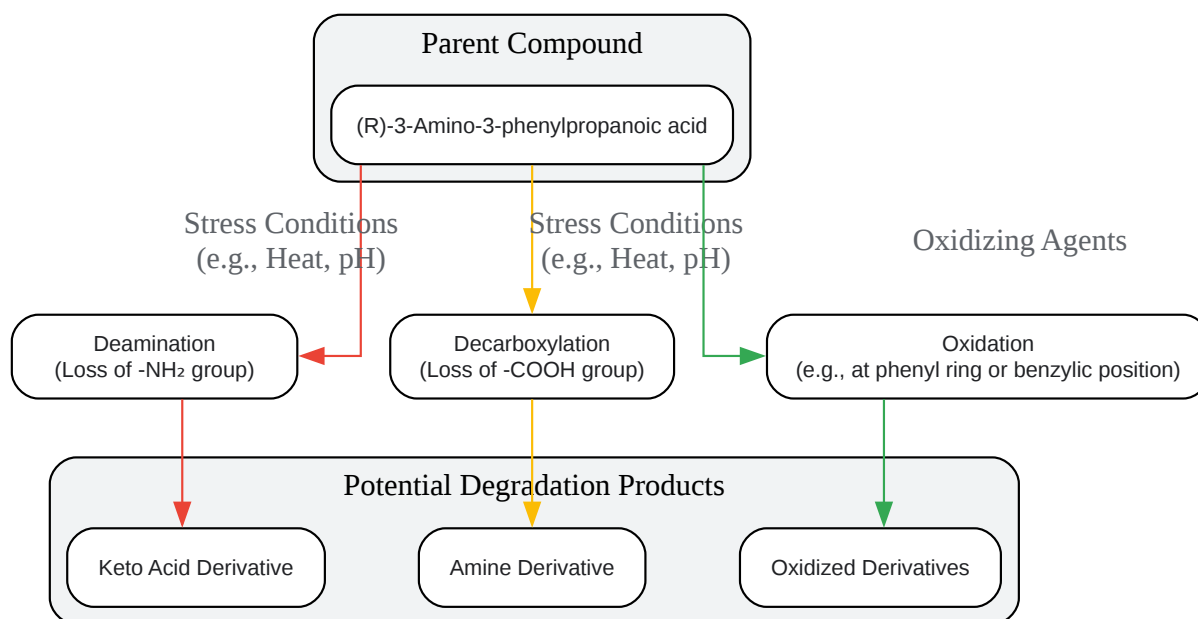 Parent Compound
(R)-3-Amino-3-phenylpropanoic acid
Stress Conditions
(e.g., Heat, pH)
Stress Conditions
(e.g., Heat, pH)
Oxidizing Agents
Deamination
(Loss of -NH₂ group)
Decarboxylation
(Loss of -COOH group)
Oxidation
(e.g., at phenyl ring or benzylic position)
Potential Degradation Products
Keto Acid Derivative
Amine Derivative
Oxidized Derivatives